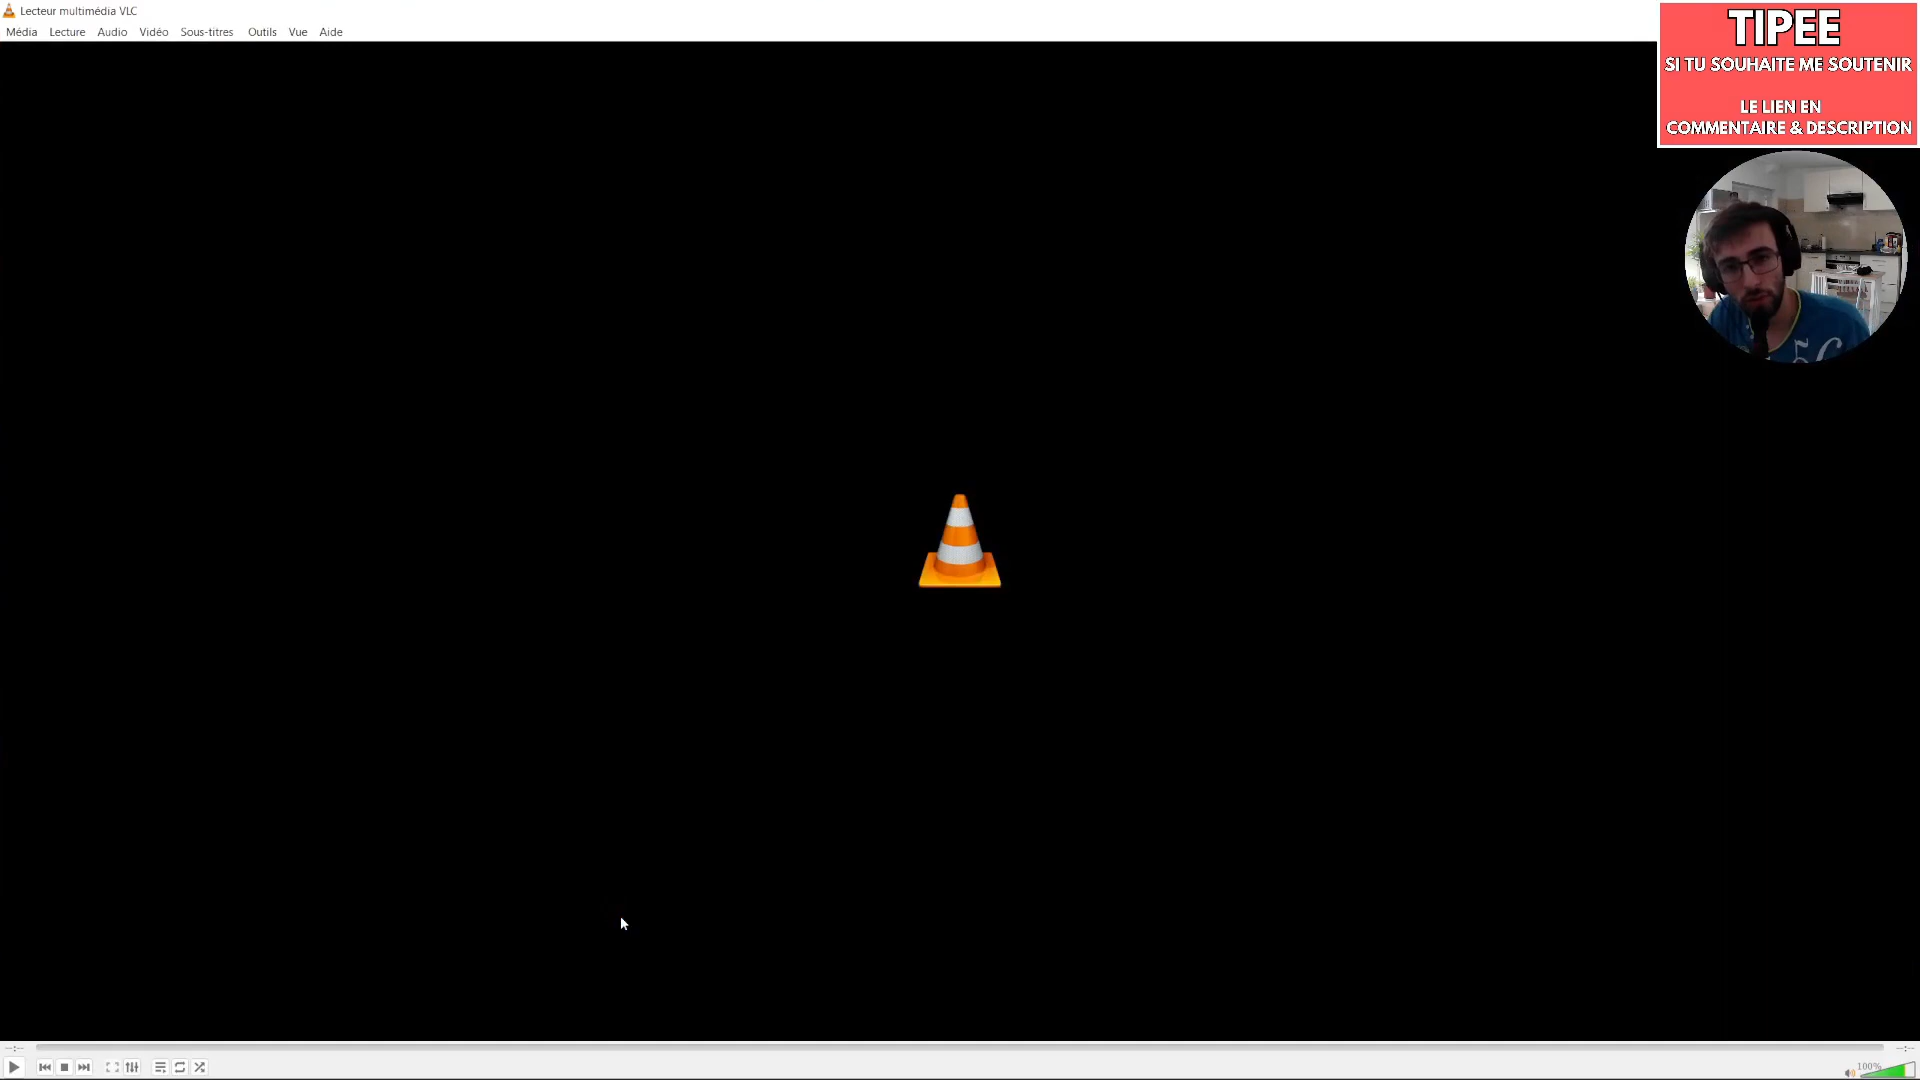 Lecteur multimédia VLC
Média Lecture Audio Vidéo Sous-titres Outils Vue Aide
TIPEE
SI TU SOUHAITE ME SOUTENIR
LE LIEN EN
COMMENTAIRE & DESCRIPTION
--:-- --:--
100%